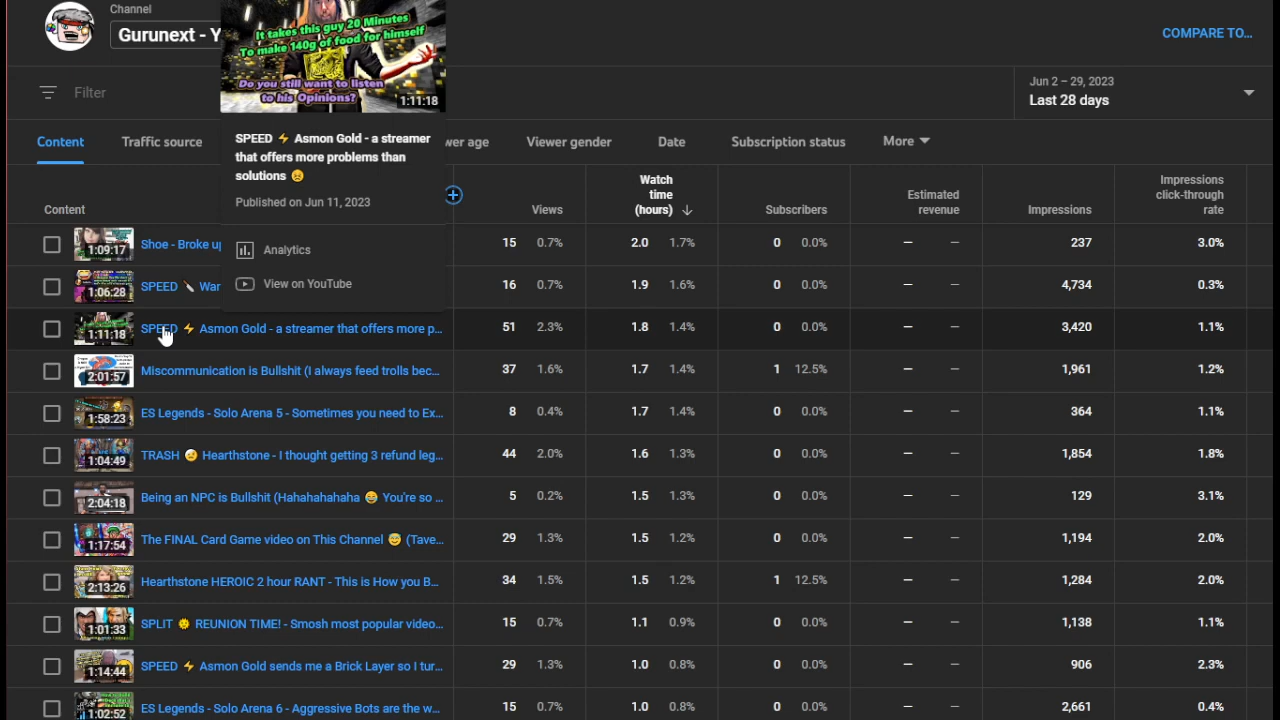 Channel
Gurunext - Y
It takes this guy 20 Minutes
To make 140g of food for himself
Do you still want to listen
to his Opinions?
1:11:18
COMPARE TO...
Filter
Jun 2 – 29, 2023
Last 28 days
SPEED ⚡ Asmon Gold - a streamer
that offers more problems than
solutions 😣
Published on Jun 11, 2023
Analytics
View on YouTube
Content Traffic source wer age Viewer gender Date Subscription status More
Content Views Watch time (hours) Subscribers Estimated revenue Impressions Impressions click-through rate
1:09:17 Shoe - Broke up 15 0.7% 2.0 1.7% 0 0.0% — — 237 3.0%
1:06:28 SPEED 🔪 War 16 0.7% 1.9 1.6% 0 0.0% — — 4,734 0.3%
1:11:18 SPEED ⚡ Asmon Gold - a streamer that offers more p... 51 2.3% 1.8 1.4% 0 0.0% — — 3,420 1.1%
2:01:57 Miscommunication is Bullshit (I always feed trolls bec... 37 1.6% 1.7 1.4% 1 12.5% — — 1,961 1.2%
1:58:23 ES Legends - Solo Arena 5 - Sometimes you need to Ex... 8 0.4% 1.7 1.4% 0 0.0% — — 364 1.1%
1:04:49 TRASH 🤕 Hearthstone - I thought getting 3 refund leg... 44 2.0% 1.6 1.3% 0 0.0% — — 1,854 1.8%
2:04:18 Being an NPC is Bullshit (Hahahahahaha 😂 You're so ... 5 0.2% 1.5 1.3% 0 0.0% — — 129 3.1%
1:17:54 The FINAL Card Game video on This Channel 😇 (Tave... 29 1.3% 1.5 1.2% 0 0.0% — — 1,194 2.0%
2:13:26 Hearthstone HEROIC 2 hour RANT - This is How you B... 34 1.5% 1.5 1.2% 1 12.5% — — 1,284 2.0%
1:01:33 SPLIT 🌞 REUNION TIME! - Smosh most popular video... 15 0.7% 1.1 0.9% 0 0.0% — — 1,138 1.1%
1:14:44 SPEED ⚡ Asmon Gold sends me a Brick Layer so I tur... 29 1.3% 1.0 0.8% 0 0.0% — — 906 2.3%
1:02:52 ES Legends - Solo Arena 6 - Aggressive Bots are the w... 15 0.7% 1.0 0.8% 0 0.0% — — 2,661 0.4%